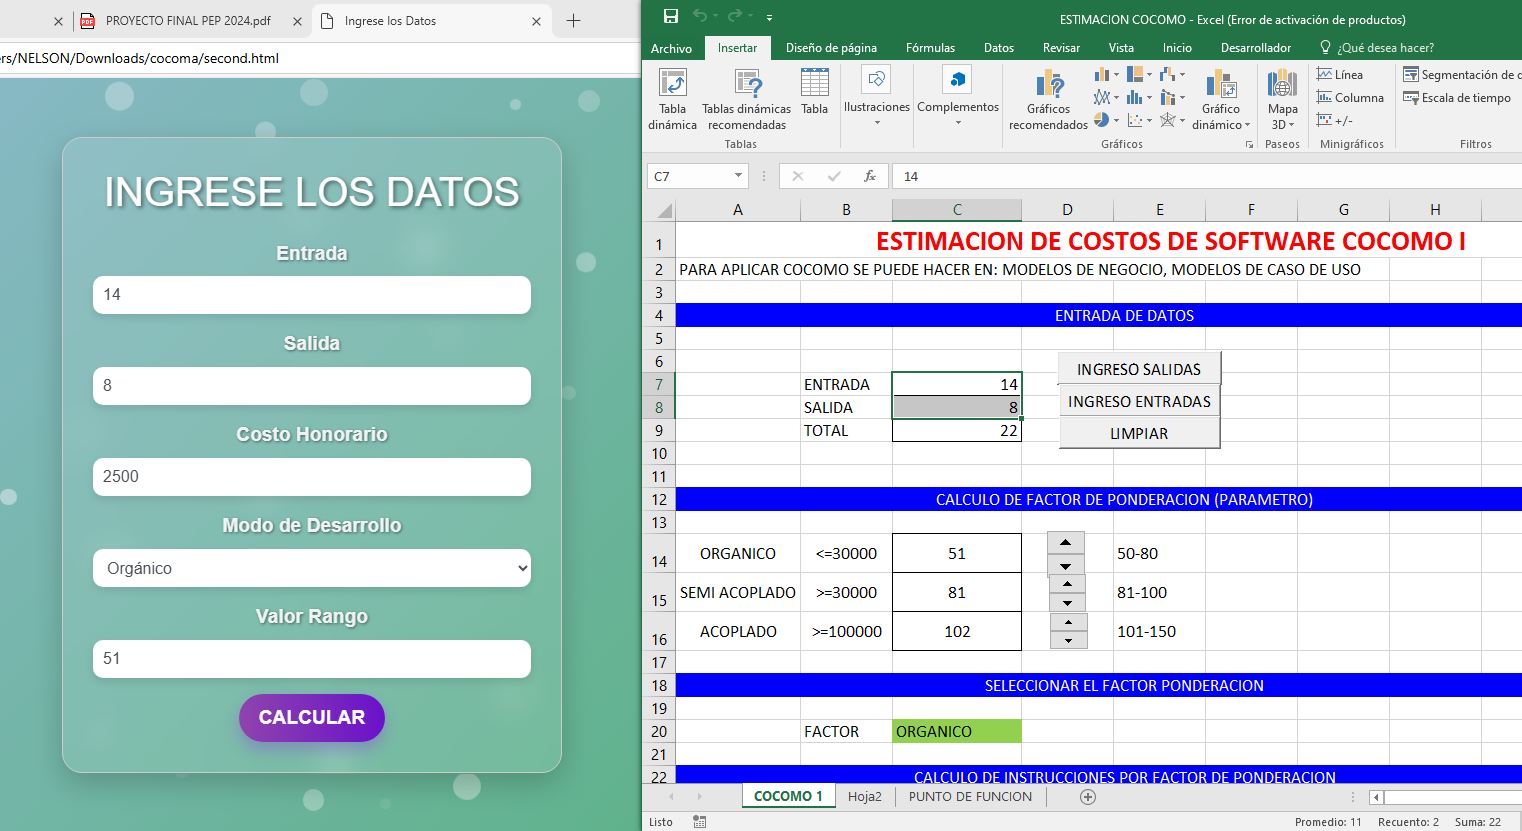 PROYECTO FINAL PEP 2024.pdf
Ingrese los Datos
ers/NELSON/Downloads/cocoma/second.html
INGRESE LOS DATOS
Entrada
14
Salida
8
Costo Honorario
2500
Modo de Desarrollo
Orgánico
Valor Rango
51
CALCULAR
ESTIMACION COCOMO - Excel (Error de activación de productos)
Archivo Insertar Diseño de página Fórmulas Datos Revisar Vista Inicio Desarrollador ¿Qué desea hacer?
Tabla dinámica
Tablas dinámicas recomendadas
Tabla
Tablas
Ilustraciones
Complementos
Gráficos recomendados
Gráfico dinámico
Gráficos
Mapa 3D
Paseos
Línea
Columna
+/-
Minigráficos
Segmentación de d
Escala de tiempo
Filtros
C7 fx 14
A B C D E F G H
1 ESTIMACION DE COSTOS DE SOFTWARE COCOMO I
2 PARA APLICAR COCOMO SE PUEDE HACER EN: MODELOS DE NEGOCIO, MODELOS DE CASO DE USO
3
4 ENTRADA DE DATOS
5
6 INGRESO SALIDAS
7 ENTRADA 14
INGRESO ENTRADAS
8 SALIDA 8
9 TOTAL 22 LIMPIAR
10
11
12 CALCULO DE FACTOR DE PONDERACION (PARAMETRO)
13
14 ORGANICO <=30000 51 50-80
15 SEMI ACOPLADO >=30000 81 81-100
16 ACOPLADO >=100000 102 101-150
17
18 SELECCIONAR EL FACTOR PONDERACION
19
20 FACTOR ORGANICO
21
22 CALCULO DE INSTRUCCIONES POR FACTOR DE PONDERACION
COCOMO 1 Hoja2 PUNTO DE FUNCION
Listo Promedio: 11 Recuento: 2 Suma: 22